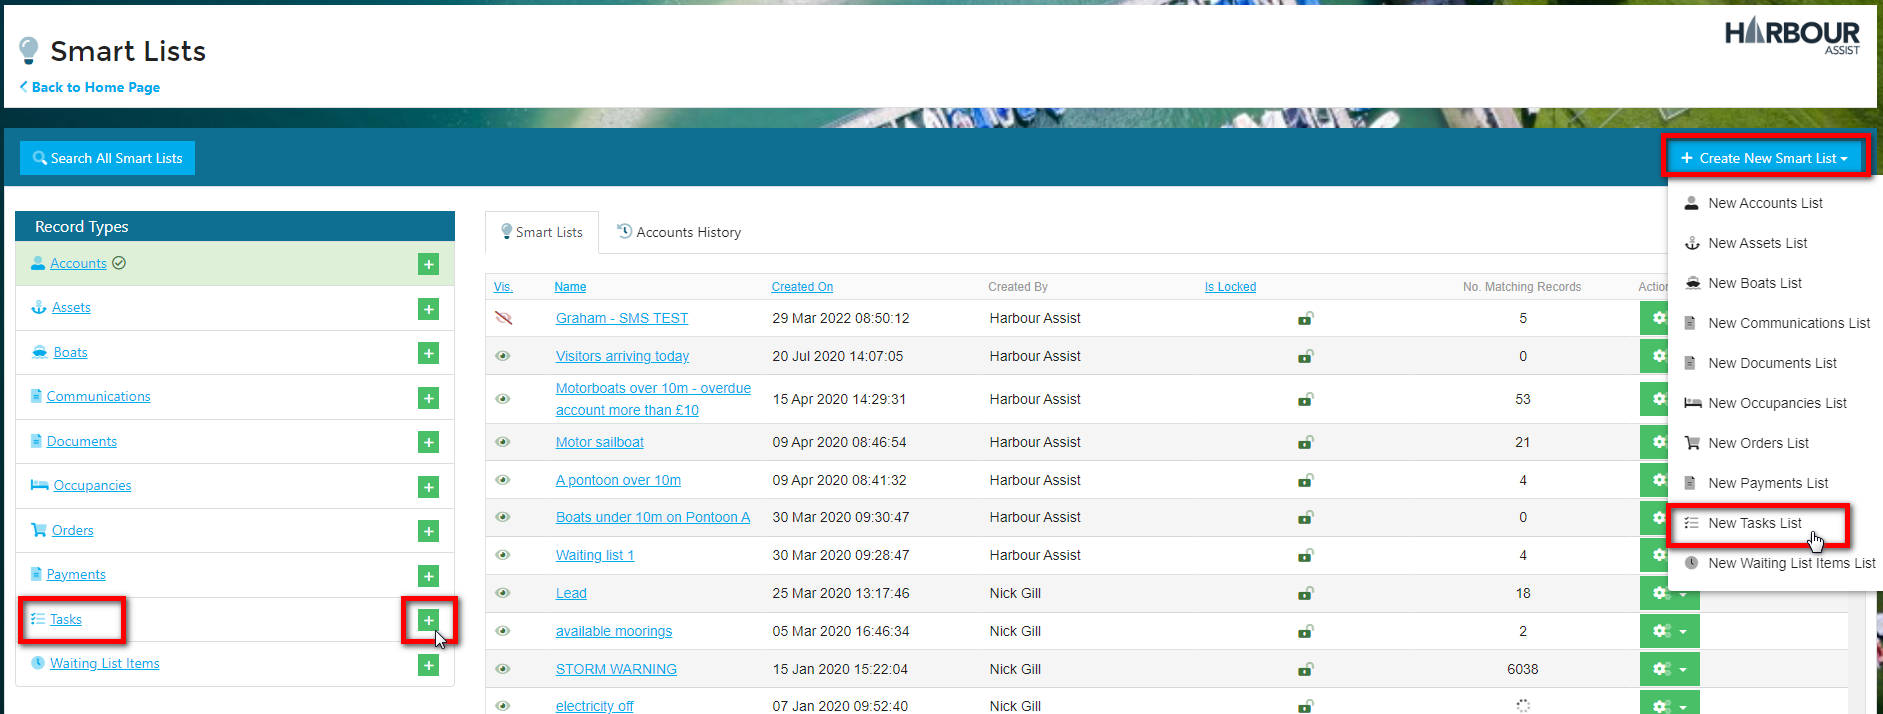 Smart Lists
Back to Home Page
HARBOUR
ASSIST
Search All Smart Lists
+ Create New Smart List
New Accounts List
New Assets List
New Boats List
New Communications List
New Documents List
New Occupancies List
New Orders List
New Payments List
New Tasks List
New Waiting List Items List
Record Types
Accounts
Assets
Boats
Communications
Documents
Occupancies
Orders
Payments
Tasks
Waiting List Items
Smart Lists Accounts History
Vis. Name Created On Created By Is Locked No. Matching Records Action
Graham - SMS TEST 29 Mar 2022 08:50:12 Harbour Assist 5
Visitors arriving today 20 Jul 2020 14:07:05 Harbour Assist 0
Motorboats over 10m - overdue
account more than £10 15 Apr 2020 14:29:31 Harbour Assist 53
Motor sailboat 09 Apr 2020 08:46:54 Harbour Assist 21
A pontoon over 10m 09 Apr 2020 08:41:32 Harbour Assist 4
Boats under 10m on Pontoon A 30 Mar 2020 09:30:47 Harbour Assist 0
Waiting list 1 30 Mar 2020 09:28:47 Harbour Assist 4
Lead 25 Mar 2020 13:17:46 Nick Gill 18
available moorings 05 Mar 2020 16:46:34 Nick Gill 2
STORM WARNING 15 Jan 2020 15:22:04 Nick Gill 6038
electricity off 07 Jan 2020 09:52:40 Nick Gill